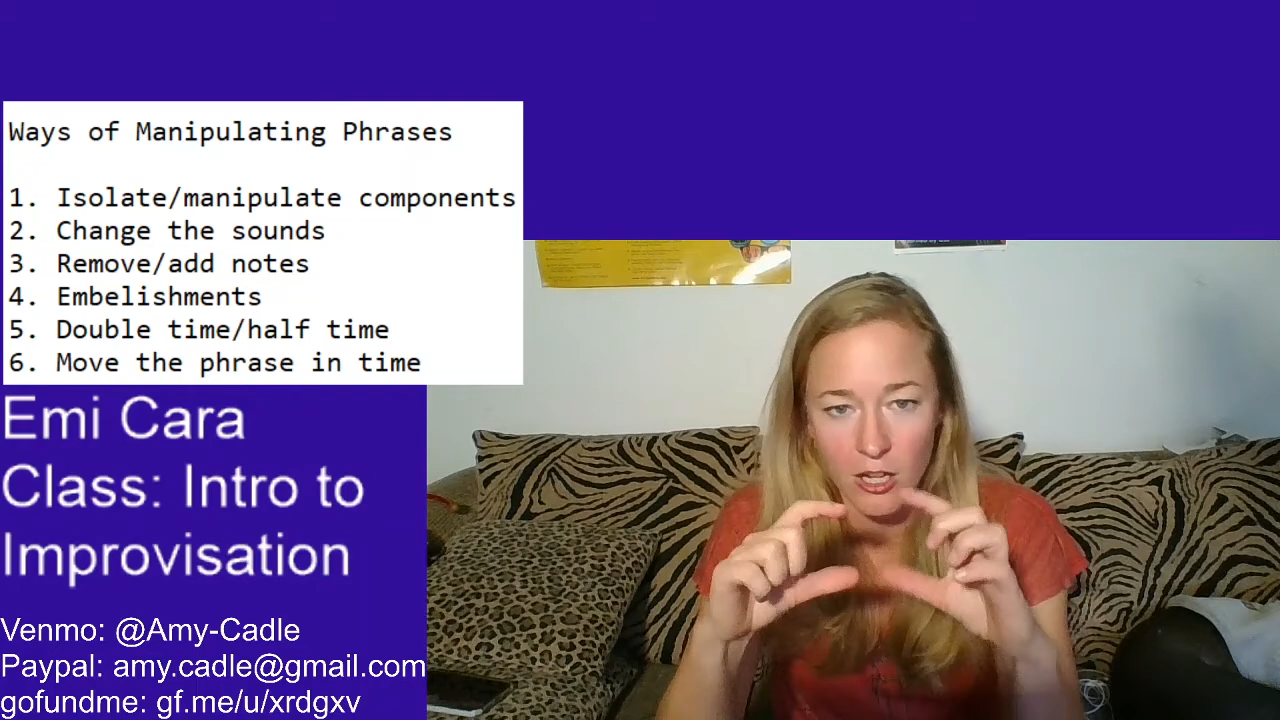 Ways of Manipulating Phrases
1. Isolate/manipulate components
2. Change the sounds
3. Remove/add notes
4. Embelishments
5. Double time/half time
6. Move the phrase in time
Emi Cara
Class: Intro to
Improvisation
Venmo: @Amy-Cadle
Paypal: amy.cadle@gmail.com
gofundme: gf.me/u/xrdgxv